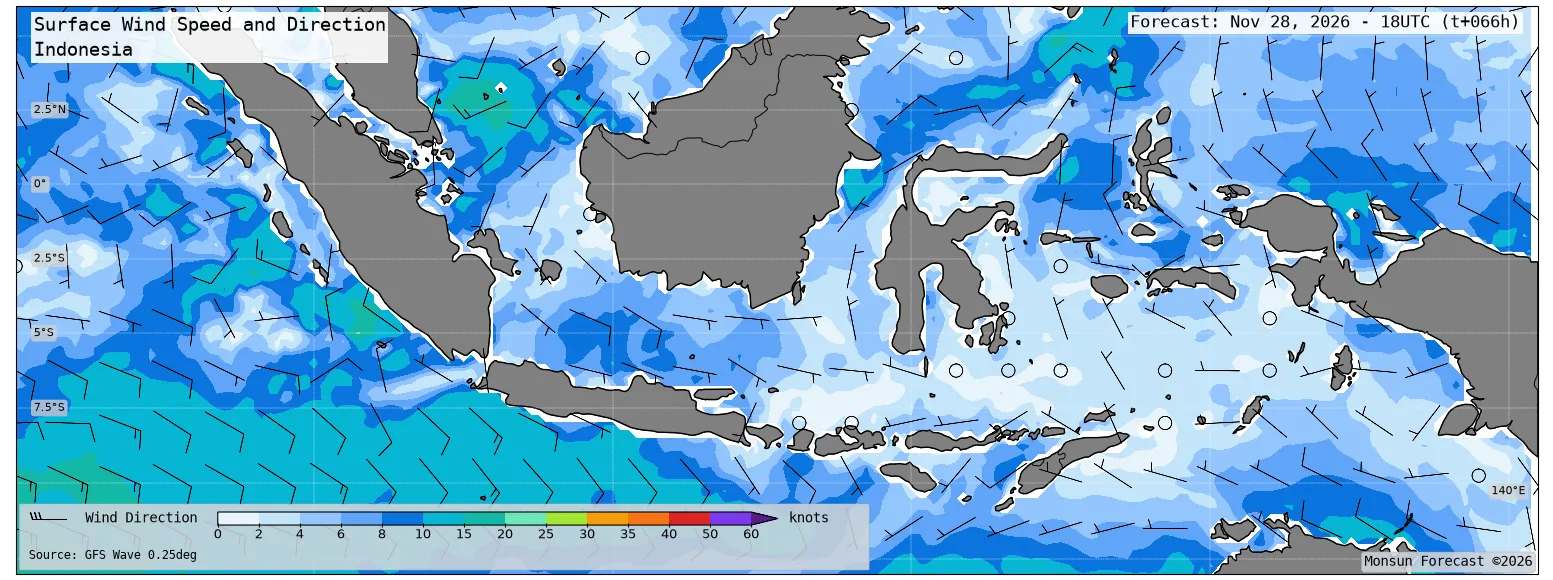 Surface Wind Speed and Direction
Indonesia
Forecast: Nov 28, 2026 - 18UTC (t+066h)
2.5°N
0°
2.5°S
5°S
7.5°S
140°E
Wind Direction
0 2 4 6 8 10 15 20 25 30 35 40 50 60
knots
Source: GFS Wave 0.25deg
Monsun Forecast ©2026